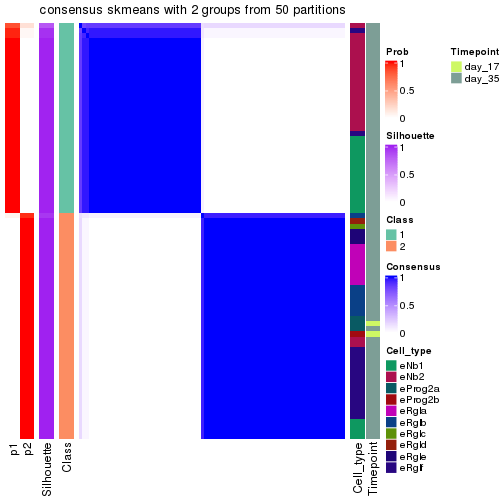 consensus skmeans with 2 groups from 50 partitions
Prob
1
0.5
0
Silhouette
1
0.5
0
Class
1
2
Consensus
1
0.5
0
Cell_type
eNb1
eNb2
eProg2a
eProg2b
eRgla
eRglb
eRglc
eRgld
eRgle
eRglf
Timepoint
day_17
day_35
p1
p2
Silhouette
Class
Cell_type
Timepoint